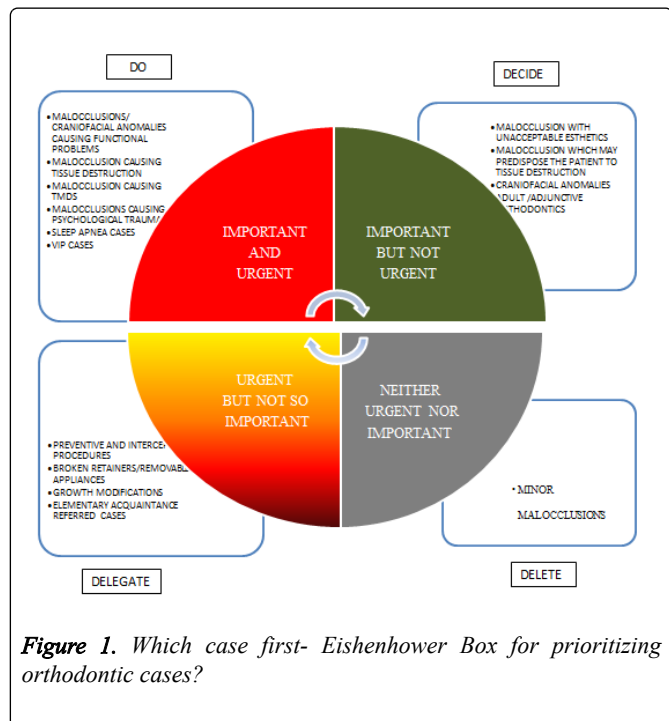 DO
• MALOCCLUSIONS/
CRANIOFACIAL ANOMALIES
CAUSING FUNCTIONAL
PROBLEMS
• MALOCCLUSION CAUSING
TISSUE DESTRUCTION
• MALOCCLUSION CAUSING
TMDS
• MALOCCLUSIONS CAUSING
PSYCHOLOGICAL TRAUMA
• SLEEP APNEA CASES
• VIP CASES
IMPORTANT
AND
URGENT
DECIDE
• MALOCCLUSION WITH
UNACCEPTABLE ESTHETICS
• MALOCCLUSION WHICH MAY
PREDISPOSE THE PATIENT TO
TISSUE DESTRUCTION
• CRANIOFACIAL ANOMALIES
ADULT /ADJUNCTIVE
IMPORTANT
BUT NOT
URGENT
URGENT
BUT NOT SO
IMPORTANT
• PREVENTIVE AND
PROCEDURES
• BROKEN RETAINERS/REMOVABLE
APPLIANCES
• GROWTH MODIFICATIONS
• ELEMENTARY ACQUAINTANCE
REFERRED CASES
DELEGATE
NEITHER
URGENT NOR
IMPORTANT
• MINOR
MALOCCLUSIONS
DELETE
Figure 1. Which case first- Eishenhower Box for prioritizing
orthodontic cases?